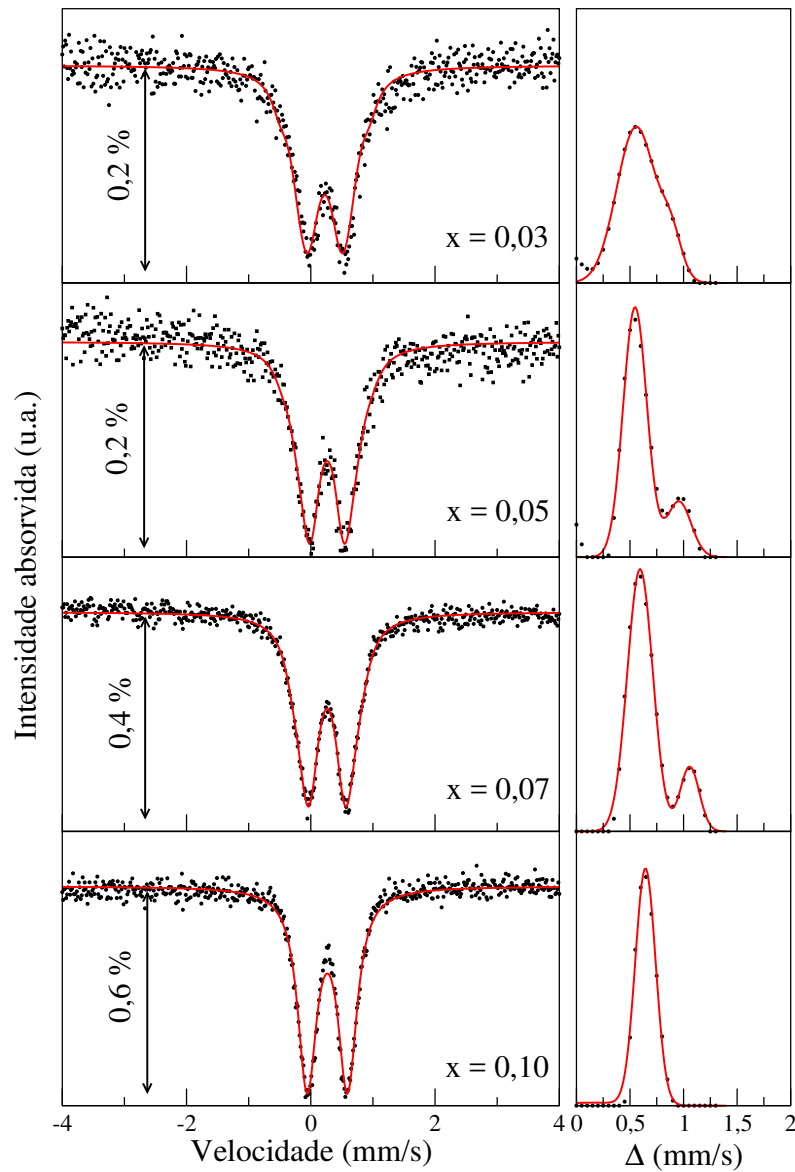 Intensidade absorvida (u.a.)
0,2 %
x = 0,03
0,2 %
x = 0,05
0,4 %
x = 0,07
0,6 %
x = 0,10
-4 -2 0 2 4
Velocidade (mm/s)
0 0,5 1 1,5 2
Δ (mm/s)